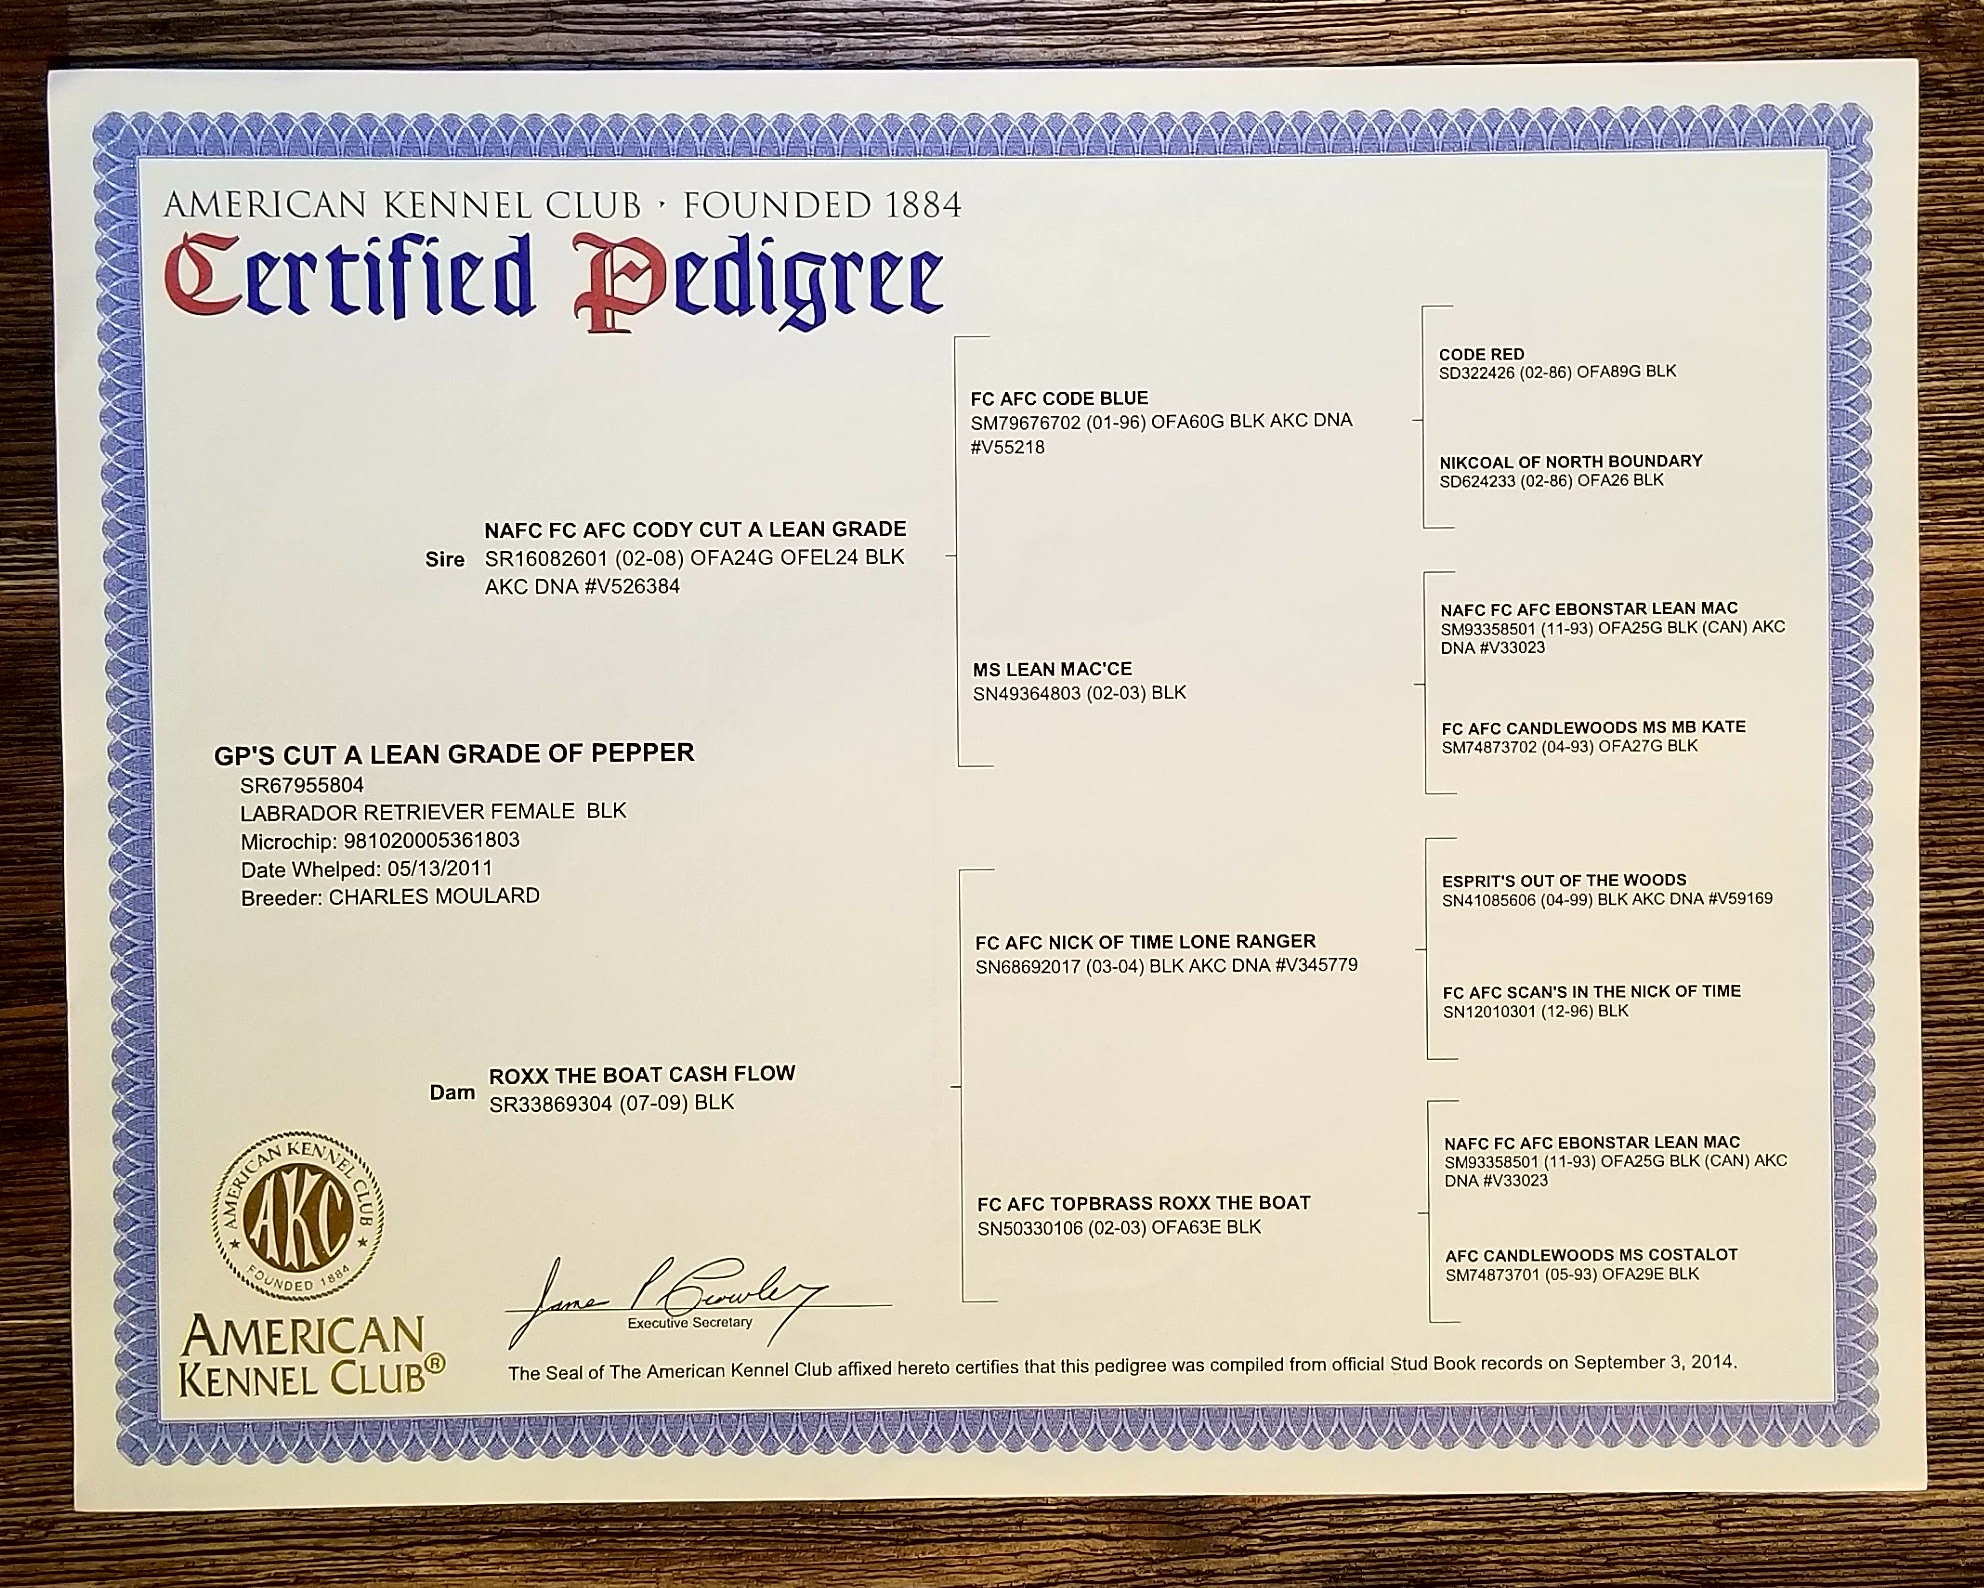 AMERICAN KENNEL CLUB · FOUNDED 1884
Certified Pedigree
CODE RED
SD322426 (02-86) OFA89G BLK
FC AFC CODE BLUE
SM79676702 (01-96) OFA60G BLK AKC DNA
#V55218
NIKCOAL OF NORTH BOUNDARY
SD624233 (02-86) OFA26 BLK
NAFC FC AFC CODY CUT A LEAN GRADE
Sire SR16082601 (02-08) OFA24G OFEL24 BLK
AKC DNA #V526384
NAFC FC AFC EBONSTAR LEAN MAC
SM93358501 (11-93) OFA25G BLK (CAN) AKC
DNA #V33023
MS LEAN MAC'CE
SN49364803 (02-03) BLK
FC AFC CANDLEWOODS MS MB KATE
SM74873702 (04-93) OFA27G BLK
GP'S CUT A LEAN GRADE OF PEPPER
SR67955804
LABRADOR RETRIEVER FEMALE BLK
Microchip: 981020005361803
Date Whelped: 05/13/2011
Breeder: CHARLES MOULARD
ESPRIT'S OUT OF THE WOODS
SN41085606 (04-99) BLK AKC DNA #V59169
FC AFC NICK OF TIME LONE RANGER
SN68692017 (03-04) BLK AKC DNA #V345779
FC AFC SCAN'S IN THE NICK OF TIME
SN12010301 (12-96) BLK
ROXX THE BOAT CASH FLOW
Dam SR33869304 (07-09) BLK
NAFC FC AFC EBONSTAR LEAN MAC
SM93358501 (11-93) OFA25G BLK (CAN) AKC
DNA #V33023
FC AFC TOPBRASS ROXX THE BOAT
SN50330106 (02-03) OFA63E BLK
AFC CANDLEWOODS MS COSTALOT
SM74873701 (05-93) OFA29E BLK
AMERICAN KENNEL CLUB
AKC
FOUNDED 1884
AMERICAN
KENNEL CLUB®
James P Crowley
Executive Secretary
The Seal of The American Kennel Club affixed hereto certifies that this pedigree was compiled from official Stud Book records on September 3, 2014.